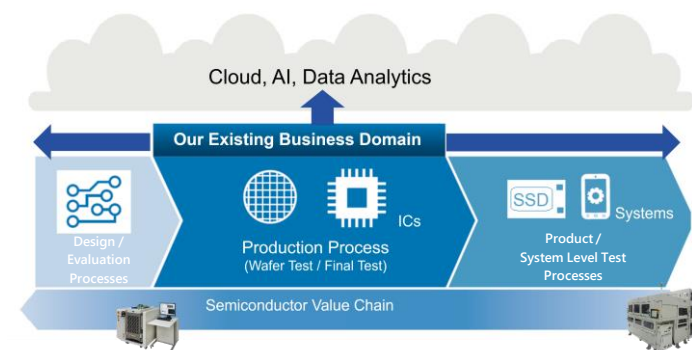 Cloud, AI, Data Analytics
Our Existing Business Domain
Design /
Evaluation
Processes
ICs
Production Process
(Wafer Test / Final Test)
SSD
Systems
Product /
System Level Test
Processes
Semiconductor Value Chain